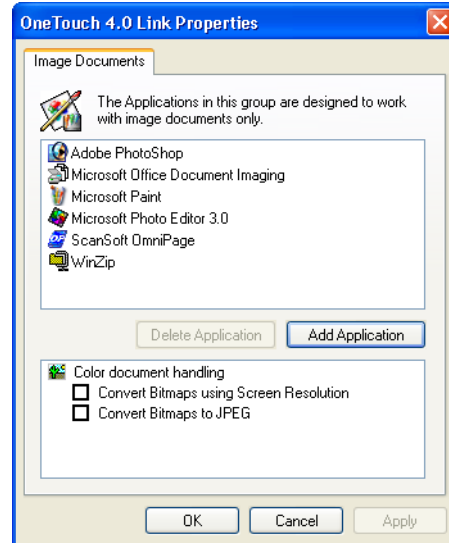 OneTouch 4.0 Link Properties
Image Documents
The Applications in this group are designed to work
with image documents only.
Adobe PhotoShop
Microsoft Office Document Imaging
Microsoft Paint
Microsoft Photo Editor 3.0
ScanSoft OmniPage
WinZip
Delete Application
Add Application
Color document handling
Convert Bitmaps using Screen Resolution
Convert Bitmaps to JPEG
OK
Cancel
Apply